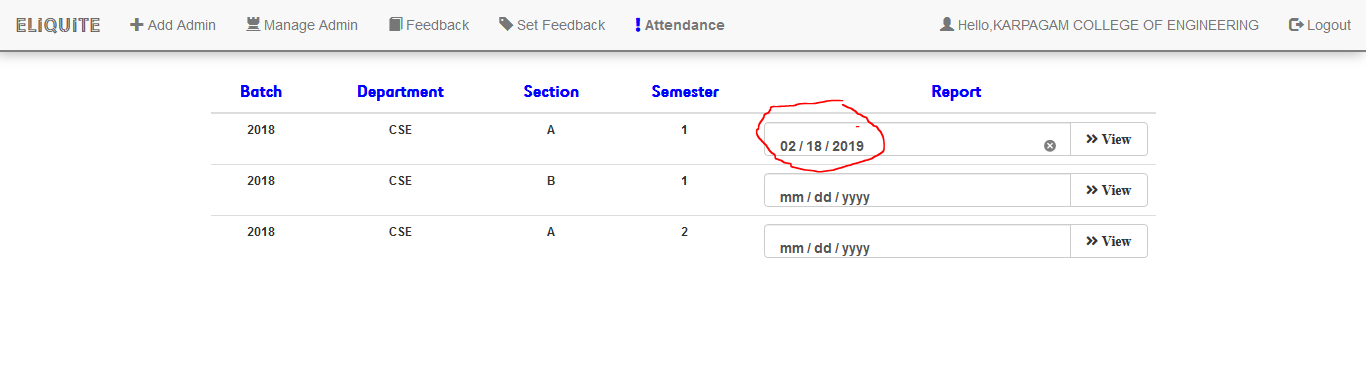 ELiQUiTE Add Admin Manage Admin Feedback Set Feedback ! Attendance Hello,KARPAGAM COLLEGE OF ENGINEERING Logout
Batch Department Section Semester Report
2018 CSE A 1 02 / 18 / 2019 View
2018 CSE B 1 mm / dd / yyyy View
2018 CSE A 2 mm / dd / yyyy View